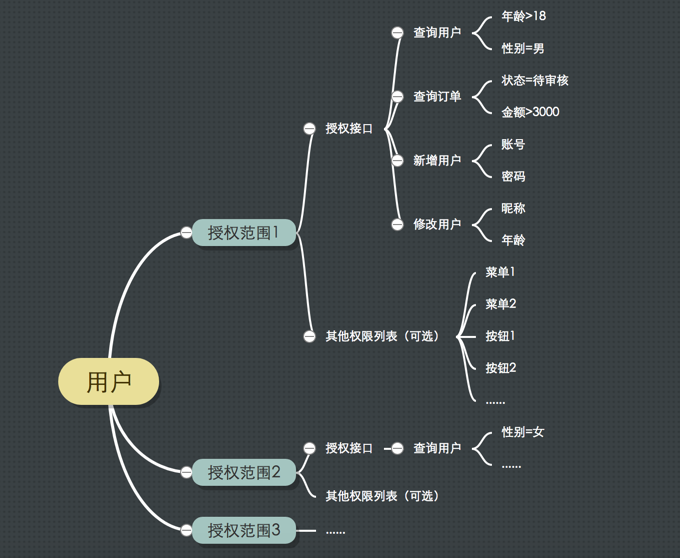 用户
授权范围1
授权接口
查询用户
年龄>18
性别=男
查询订单
状态=待审核
金额>3000
新增用户
账号
密码
修改用户
昵称
年龄
其他权限列表（可选）
菜单1
菜单2
按钮1
按钮2
......
授权范围2
授权接口
查询用户
性别=女
......
其他权限列表（可选）
授权范围3
......